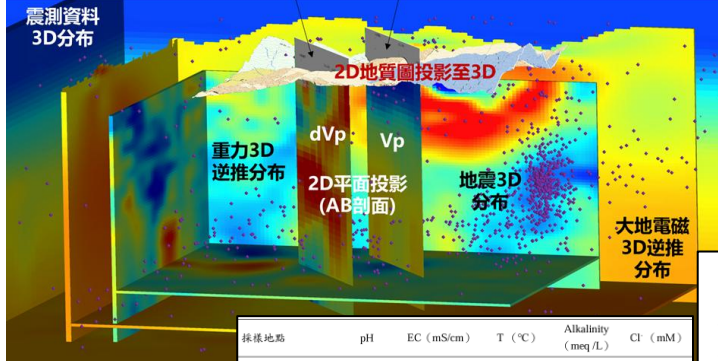 震測資料
3D分布
2D地質圖投影至3D
dVp
Vp
重力3D
逆推分布
2D平面投影
(AB剖面)
地震3D
分布
大地電磁
3D逆推
分布
採樣地點 pH EC（mS/cm） T（℃） Alkalinity（meq /L） Cl⁻（mM）